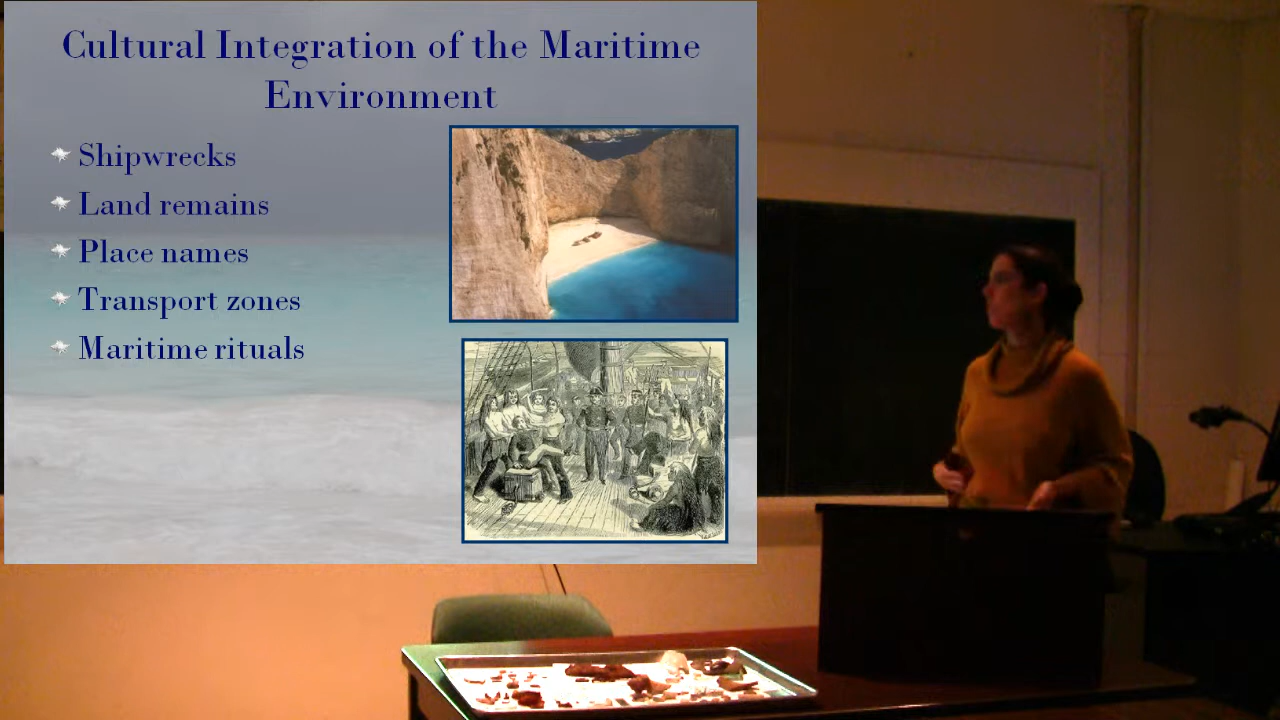 Cultural Integration of the Maritime
Environment
Shipwrecks
Land remains
Place names
Transport zones
Maritime rituals